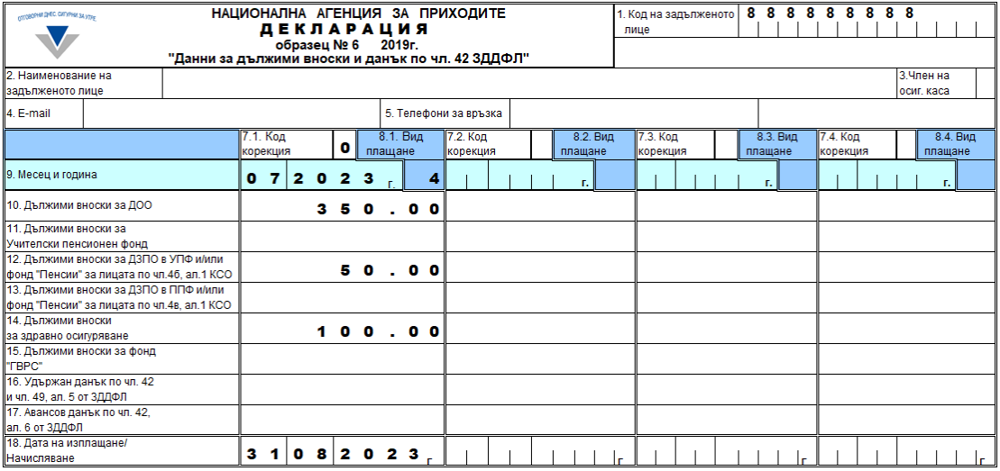 ОТГОВОРНИ ДНЕС. СИГУРНИ ЗА УТРЕ.
НАЦИОНАЛНА АГЕНЦИЯ ЗА ПРИХОДИТЕ
ДЕКЛАРАЦИЯ
образец № 6 2019г.
"Данни за дължими вноски и данък по чл. 42 ЗДДФЛ"
1. Код на задълженото лице 8 8 8 8 8 8 8 8 8
2. Наименование на
задълженото лице
3.Член на
осиг. каса
4. E-mail
5. Телефони за връзка
7.1. Код
корекция
0
8.1. Вид
плащане
7.2. Код
корекция
8.2. Вид
плащане
7.3. Код
корекция
8.3. Вид
плащане
7.4. Код
корекция
8.4. Вид
плащане
9. Месец и година 0 7 2 0 2 3 г. 4 г. г. г.
10. Дължими вноски за ДОО 3 5 0 . 0 0
11. Дължими вноски за
Учителски пенсионен фонд
12. Дължими вноски за ДЗПО в УПФ и/или
фонд "Пенсии" за лицата по чл.4б, ал.1 КСО 5 0 . 0 0
13. Дължими вноски за ДЗПО в ППФ и/или
фонд "Пенсии" за лицата по чл.4в, ал.1 КСО
14. Дължими вноски
за здравно осигуряване 1 0 0 . 0 0
15. Дължими вноски за фонд
"ГВРС"
16. Удържан данък по чл. 42
и чл. 49, ал. 5 от ЗДДФЛ
17. Авансов данък по чл. 42,
ал. 6 от ЗДДФЛ
18. Дата на изплащане/
Начисляване 3 1 0 8 2 0 2 3 г г г г